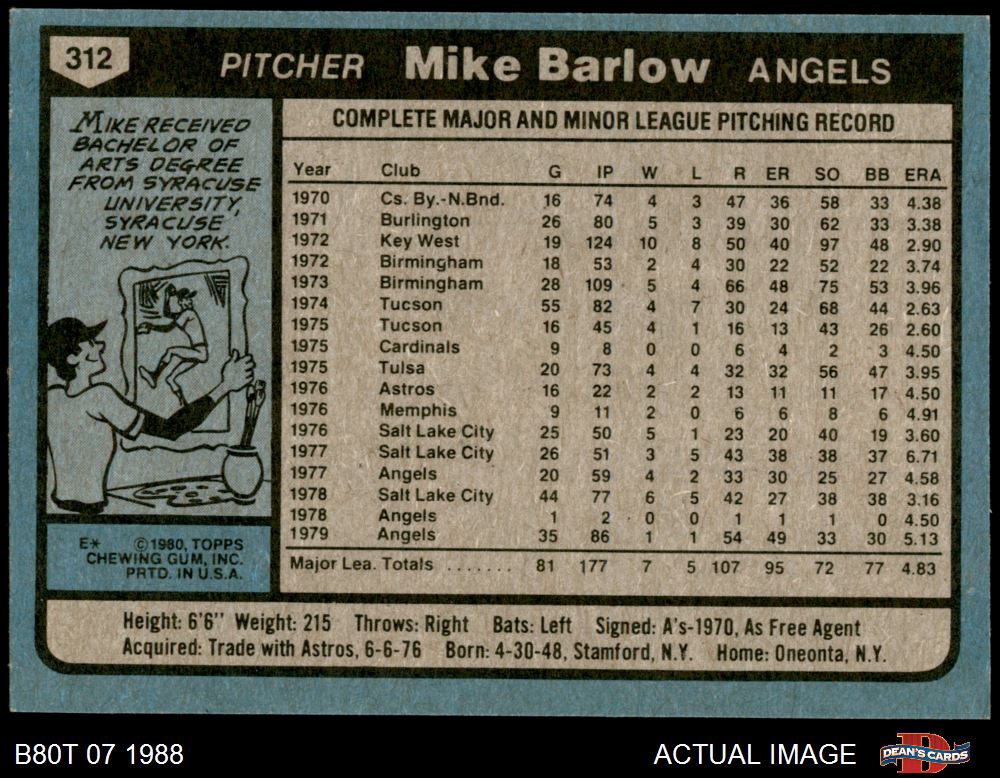 312 PITCHER Mike Barlow ANGELS
MIKE RECEIVED
BACHELOR OF
ARTS DEGREE
FROM SYRACUSE
UNIVERSITY,
SYRACUSE
NEW YORK.
COMPLETE MAJOR AND MINOR LEAGUE PITCHING RECORD
Year Club G IP W L R ER SO BB ERA
1970 Cs. By.-N.Bnd. 16 74 4 3 47 36 58 33 4.38
1971 Burlington 26 80 5 3 39 30 62 33 3.38
1972 Key West 19 124 10 8 50 40 97 48 2.90
1972 Birmingham 18 53 2 4 30 22 52 22 3.74
1973 Birmingham 28 109 5 4 66 48 75 53 3.96
1974 Tucson 55 82 4 7 30 24 68 44 2.63
1975 Tucson 16 45 4 1 16 13 43 26 2.60
1975 Cardinals 9 8 0 0 6 4 2 3 4.50
1975 Tulsa 20 73 4 4 32 32 56 47 3.95
1976 Astros 16 22 2 2 13 11 11 17 4.50
1976 Memphis 9 11 2 0 6 6 8 6 4.91
1976 Salt Lake City 25 50 5 1 23 20 40 19 3.60
1977 Salt Lake City 26 51 3 5 43 38 38 37 6.71
1977 Angels 20 59 4 2 33 30 25 27 4.58
1978 Salt Lake City 44 77 6 5 42 27 38 38 3.16
1978 Angels 1 2 0 0 1 1 1 0 4.50
1979 Angels 35 86 1 1 54 49 33 30 5.13
Major Lea. Totals ....... 81 177 7 5 107 95 72 77 4.83
E* ©1980, TOPPS
CHEWING GUM, INC.
PRTD. IN U.S.A.
Height: 6'6" Weight: 215 Throws: Right Bats: Left Signed: A's-1970, As Free Agent
Acquired: Trade with Astros, 6-6-76 Born: 4-30-48, Stamford, N.Y. Home: Oneonta, N.Y.
B80T 07 1988 ACTUAL IMAGE DEAN'S CARDS